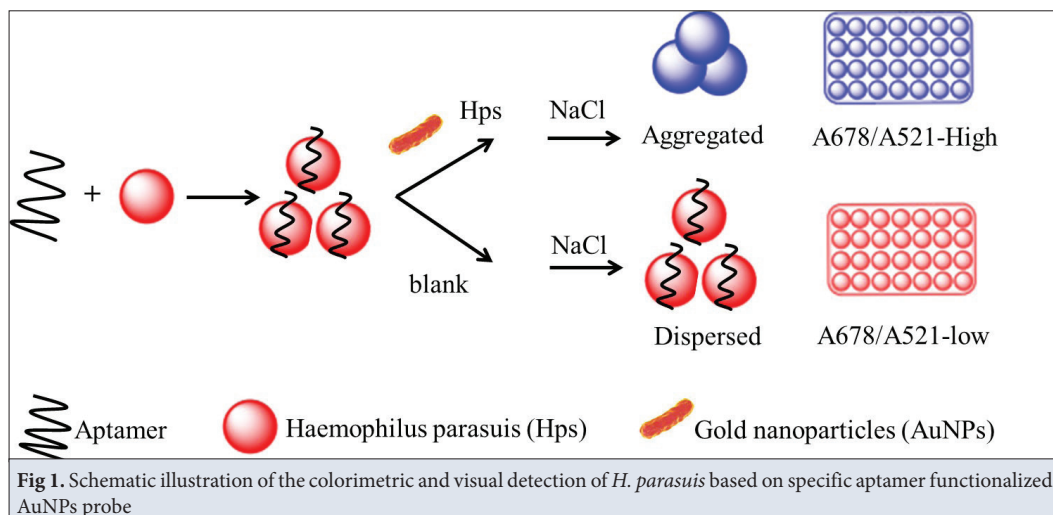 Hps
NaCl
Aggregated
A678/A521-High
+
blank
NaCl
Dispersed
A678/A521-low
Aptamer
Haemophilus parasuis (Hps)
Gold nanoparticles (AuNPs)
Fig 1. Schematic illustration of the colorimetric and visual detection of H. parasuis based on specific aptamer functionalized
AuNPs probe